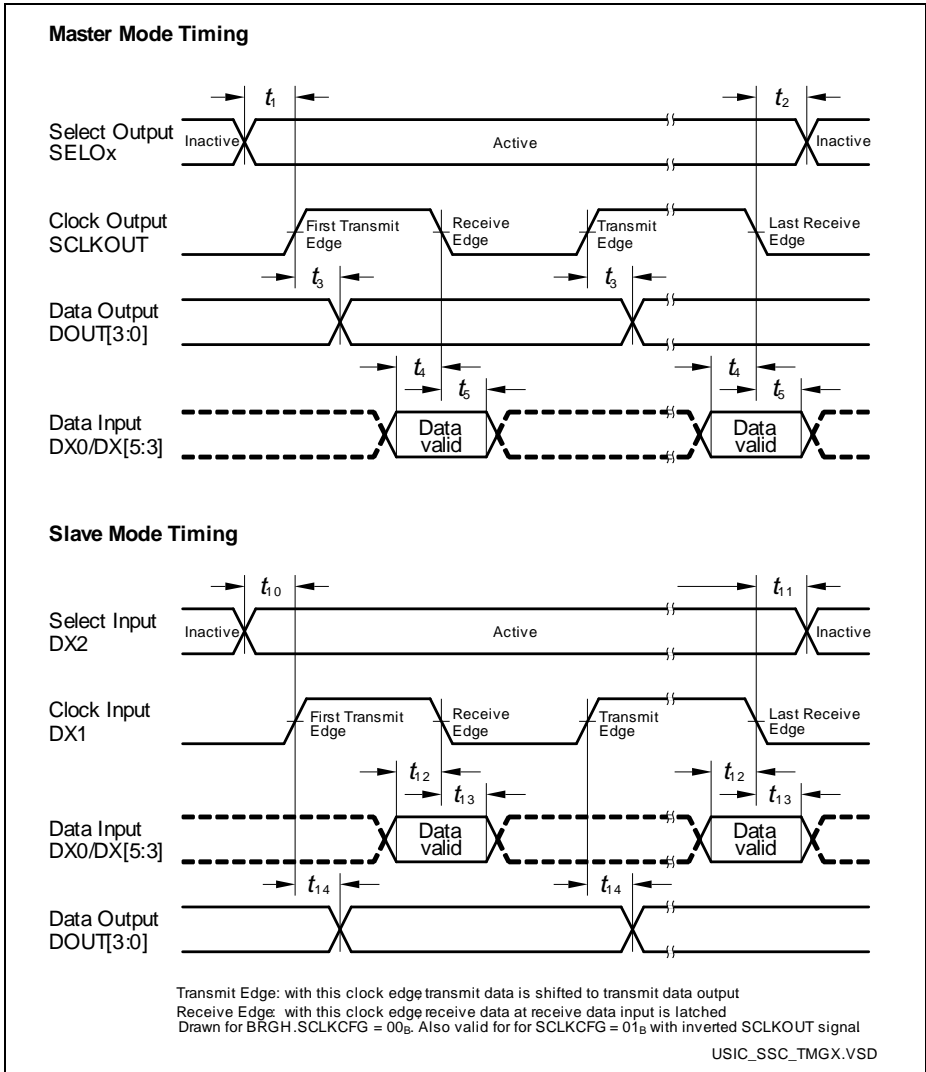 Master Mode Timing
t1
t2
Select Output
SELOx
Inactive
Active
Inactive
Clock Output
SCLKOUT
First Transmit
Edge
Receive
Edge
Transmit
Edge
Last Receive
Edge
t3
t3
Data Output
DOUT[3:0]
t4
t5
t4
t5
Data Input
DX0/DX[5:3]
Data
valid
Data
valid
Slave Mode Timing
t10
t11
Select Input
DX2
Inactive
Active
Inactive
Clock Input
DX1
First Transmit
Edge
Receive
Edge
Transmit
Edge
Last Receive
Edge
t12
t13
t12
t13
Data Input
DX0/DX[5:3]
Data
valid
Data
valid
t14
t14
Data Output
DOUT[3:0]
Transmit Edge: with this clock edge, transmit data is shifted to transmit data output
Receive Edge: with this clock edge, receive data at receive data input is latched
Drawn for BRGH.SCLKCFG = 00B. Also valid for for SCLKCFG = 01B with inverted SCLKOUT signal.
USIC_SSC_TMGX.VSD